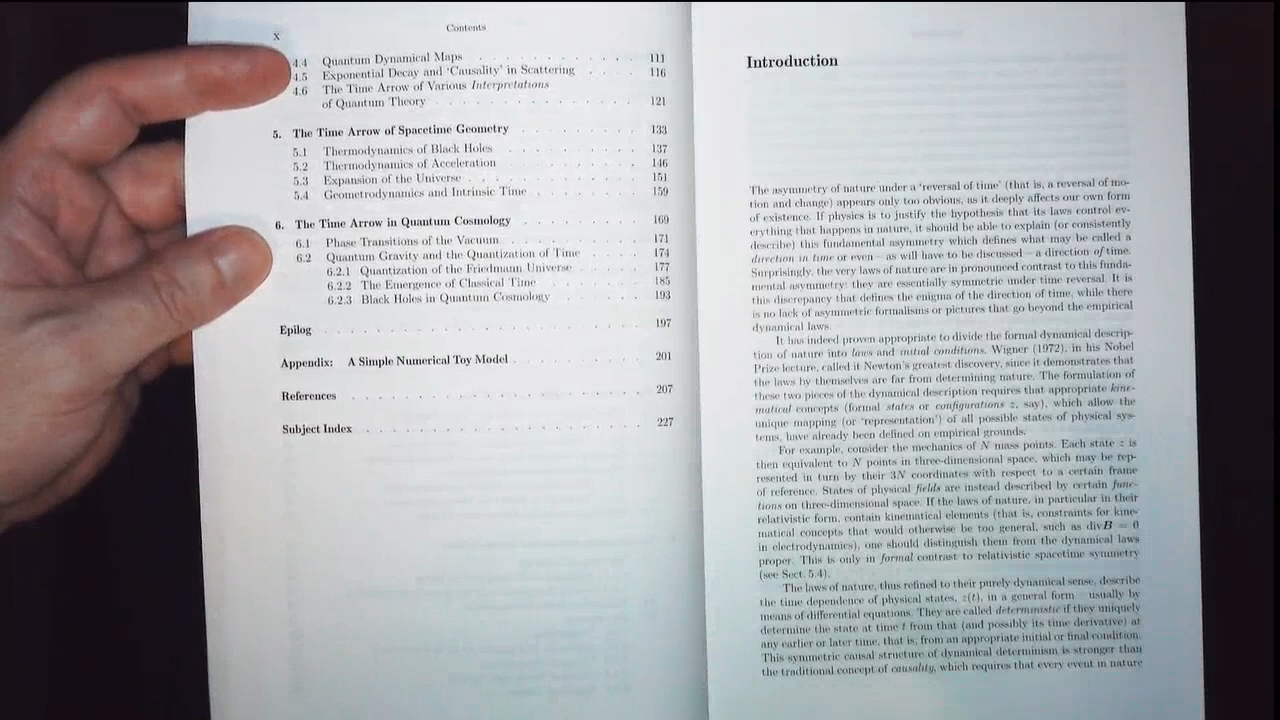 x
Contents
4.4 Quantum Dynamical Maps . . . . . . . . . . . . 111
4.5 Exponential Decay and ‘Causality’ in Scattering . . . . 116
4.6 The Time Arrow of Various Interpretations
of Quantum Theory . . . . . . . . . . . . . . 121
5. The Time Arrow of Spacetime Geometry . . . . . . . . 133
5.1 Thermodynamics of Black Holes . . . . . . . . . . 137
5.2 Thermodynamics of Acceleration . . . . . . . . . . 146
5.3 Expansion of the Universe . . . . . . . . . . . . 151
5.4 Geometrodynamics and Intrinsic Time . . . . . . . . 159
6. The Time Arrow in Quantum Cosmology . . . . . . . . 169
6.1 Phase Transitions of the Vacuum . . . . . . . . . . 171
6.2 Quantum Gravity and the Quantization of Time . . . . 174
6.2.1 Quantization of the Friedmann Universe . . . . 177
6.2.2 The Emergence of Classical Time . . . . . . . 185
6.2.3 Black Holes in Quantum Cosmology . . . . . . 193
Epilog . . . . . . . . . . . . . . . . . . . . 197
Appendix: A Simple Numerical Toy Model . . . . . . . . 201
References . . . . . . . . . . . . . . . . . . . 207
Subject Index . . . . . . . . . . . . . . . . . . 227
Introduction
The asymmetry of nature under a ‘reversal of time’ (that is, a reversal of mo-
tion and change) appears only too obvious, as it deeply affects our own form
of existence. If physics is to justify the hypothesis that its laws control ev-
erything that happens in nature, it should be able to explain (or consistently
describe) this fundamental asymmetry which defines what may be called a
direction in time or even – as will have to be discussed – a direction of time.
Surprisingly, the very laws of nature are in pronounced contrast to this funda-
mental asymmetry: they are essentially symmetric under time reversal. It is
this discrepancy that defines the enigma of the direction of time, while there
is no lack of asymmetric formalisms or pictures that go beyond the empirical
dynamical laws.
It has indeed proven appropriate to divide the formal dynamical descrip-
tion of nature into laws and initial conditions. Wigner (1972), in his Nobel
Prize lecture, called it Newton’s greatest discovery, since it demonstrates that
the laws by themselves are far from determining nature. The formulation of
these two pieces of the dynamical description requires that appropriate kine-
matical concepts (formal states or configurations z, say), which allow the
unique mapping (or ‘representation’) of all possible states of physical sys-
tems, have already been defined on empirical grounds.
For example, consider the mechanics of N mass points. Each state z is
then equivalent to N points in three-dimensional space, which may be rep-
resented in turn by their 3N coordinates with respect to a certain frame
of reference. States of physical fields are instead described by certain func-
tions on three-dimensional space. If the laws of nature, in particular in their
relativistic form, contain kinematical elements (that is, constraints for kine-
matical concepts that would otherwise be too general, such as divB = 0
in electrodynamics), one should distinguish them from the dynamical laws
proper. This is only in formal contrast to relativistic spacetime symmetry
(see Sect. 5.4).
The laws of nature, thus refined to their purely dynamical sense, describe
the time dependence of physical states, z(t), in a general form – usually by
means of differential equations. They are called deterministic if they uniquely
determine the state at time t from that (and possibly its time derivative) at
any earlier or later time, that is, from an appropriate initial or final condition.
This symmetric causal structure of dynamical determinism is stronger than
the traditional concept of causality, which requires that every event in nature